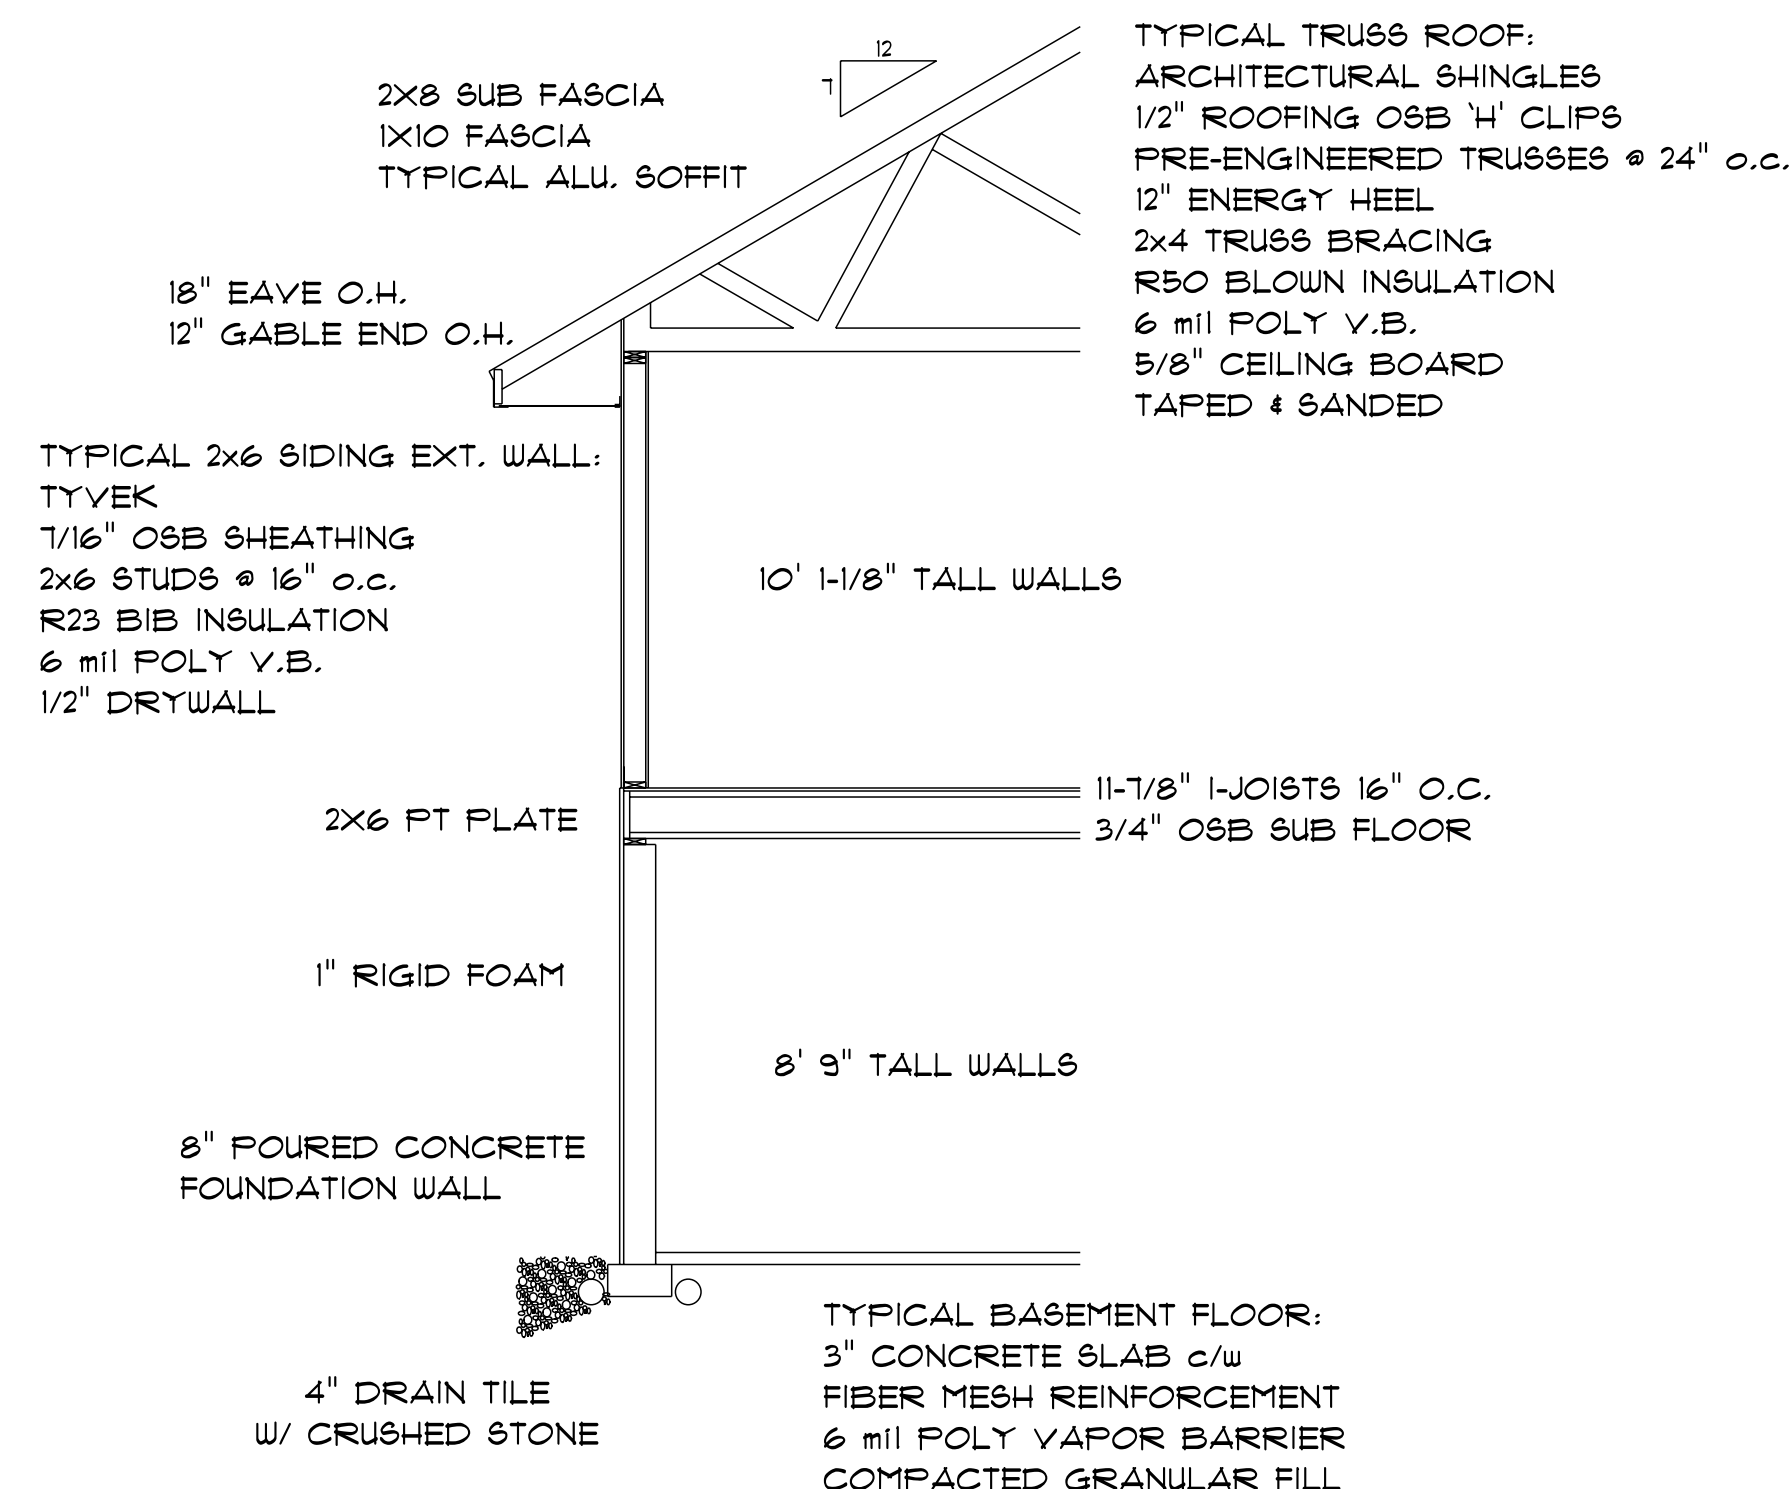 12
7
2X8 SUB FASCIA
1X10 FASCIA
TYPICAL ALU. SOFFIT
TYPICAL TRUSS ROOF:
ARCHITECTURAL SHINGLES
1/2" ROOFING OSB 'H' CLIPS
PRE-ENGINEERED TRUSSES @ 24" o.c.
12" ENERGY HEEL
2x4 TRUSS BRACING
R50 BLOWN INSULATION
6 mil POLY V.B.
5/8" CEILING BOARD
TAPED & SANDED
18" EAVE O.H.
12" GABLE END O.H.
TYPICAL 2x6 SIDING EXT. WALL:
TYVEK
7/16" OSB SHEATHING
2x6 STUDS @ 16" o.c.
R23 BIB INSULATION
6 mil POLY V.B.
1/2" DRYWALL
10' 1-1/8" TALL WALLS
2X6 PT PLATE
11-7/8" I-JOISTS 16" O.C.
3/4" OSB SUB FLOOR
1" RIGID FOAM
8' 9" TALL WALLS
8" POURED CONCRETE
FOUNDATION WALL
4" DRAIN TILE
W/ CRUSHED STONE
TYPICAL BASEMENT FLOOR:
3" CONCRETE SLAB c/w
FIBER MESH REINFORCEMENT
6 mil POLY VAPOR BARRIER
COMPACTED GRANULAR FILL